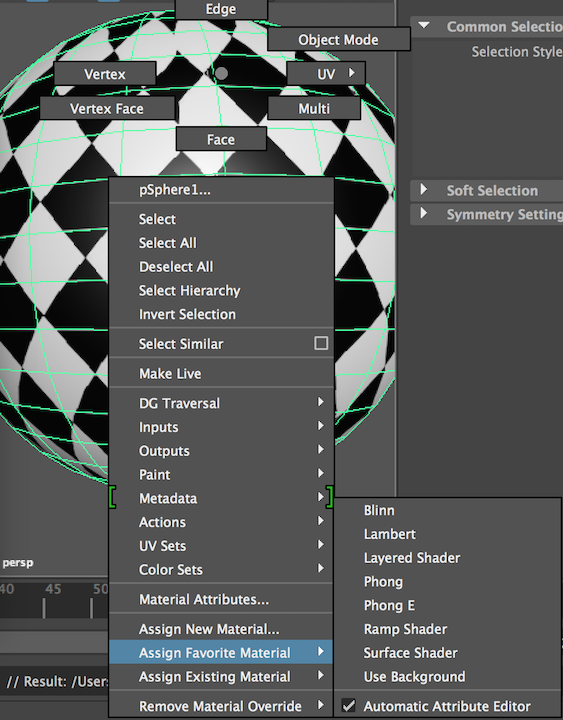 Edge
Object Mode
Vertex
UV
Vertex Face
Multi
Face
Common Selectio
Selection Style
Soft Selection
Symmetry Setting
pSphere1...
Select
Select All
Deselect All
Select Hierarchy
Invert Selection
Select Similar
Make Live
DG Traversal
Inputs
Outputs
Paint
Metadata
Actions
UV Sets
Color Sets
Material Attributes...
Assign New Material...
Assign Favorite Material
Assign Existing Material
Remove Material Override
Blinn
Lambert
Layered Shader
Phong
Phong E
Ramp Shader
Surface Shader
Use Background
Automatic Attribute Editor
persp
40 45 50
// Result: /User